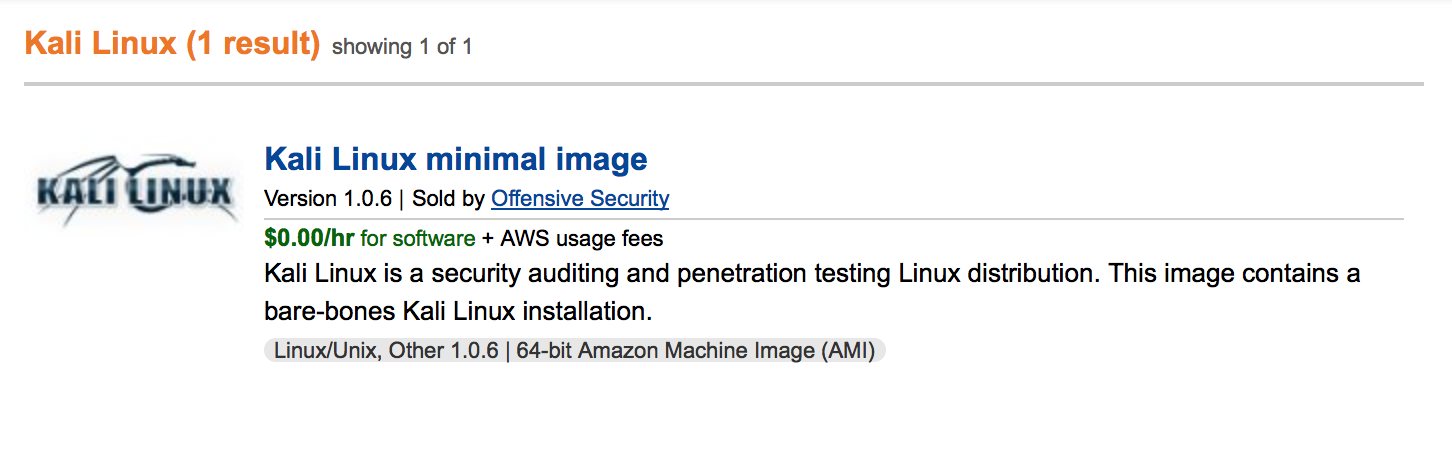 Kali Linux (1 result) showing 1 of 1
KALI LINUX
Kali Linux minimal image
Version 1.0.6 | Sold by Offensive Security
$0.00/hr for software + AWS usage fees
Kali Linux is a security auditing and penetration testing Linux distribution. This image contains a
bare-bones Kali Linux installation.
Linux/Unix, Other 1.0.6 | 64-bit Amazon Machine Image (AMI)